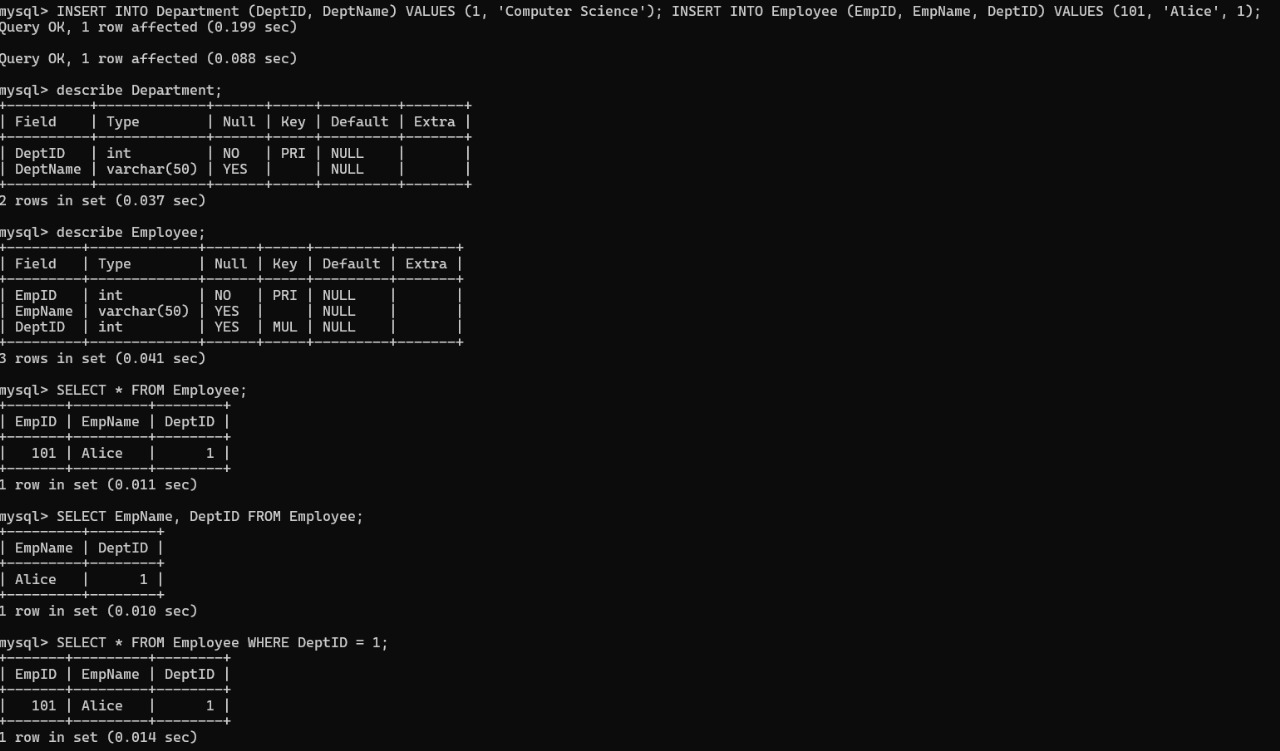 mysql> INSERT INTO Department (DeptID, DeptName) VALUES (1, 'Computer Science'); INSERT INTO Employee (EmpID, EmpName, DeptID) VALUES (101, 'Alice', 1);
Query OK, 1 row affected (0.199 sec)

Query OK, 1 row affected (0.088 sec)

mysql> describe Department;
+----------+-------------+------+-----+---------+-------+
| Field    | Type        | Null | Key | Default | Extra |
+----------+-------------+------+-----+---------+-------+
| DeptID   | int         | NO   | PRI | NULL    |       |
| DeptName | varchar(50) | YES  |     | NULL    |       |
+----------+-------------+------+-----+---------+-------+
2 rows in set (0.037 sec)

mysql> describe Employee;
+---------+-------------+------+-----+---------+-------+
| Field   | Type        | Null | Key | Default | Extra |
+---------+-------------+------+-----+---------+-------+
| EmpID   | int         | NO   | PRI | NULL    |       |
| EmpName | varchar(50) | YES  |     | NULL    |       |
| DeptID  | int         | YES  | MUL | NULL    |       |
+---------+-------------+------+-----+---------+-------+
3 rows in set (0.041 sec)

mysql> SELECT * FROM Employee;
+-------+---------+--------+
| EmpID | EmpName | DeptID |
+-------+---------+--------+
|   101 | Alice   |      1 |
+-------+---------+--------+
1 row in set (0.011 sec)

mysql> SELECT EmpName, DeptID FROM Employee;
+---------+--------+
| EmpName | DeptID |
+---------+--------+
| Alice   |      1 |
+---------+--------+
1 row in set (0.010 sec)

mysql> SELECT * FROM Employee WHERE DeptID = 1;
+-------+---------+--------+
| EmpID | EmpName | DeptID |
+-------+---------+--------+
|   101 | Alice   |      1 |
+-------+---------+--------+
1 row in set (0.014 sec)